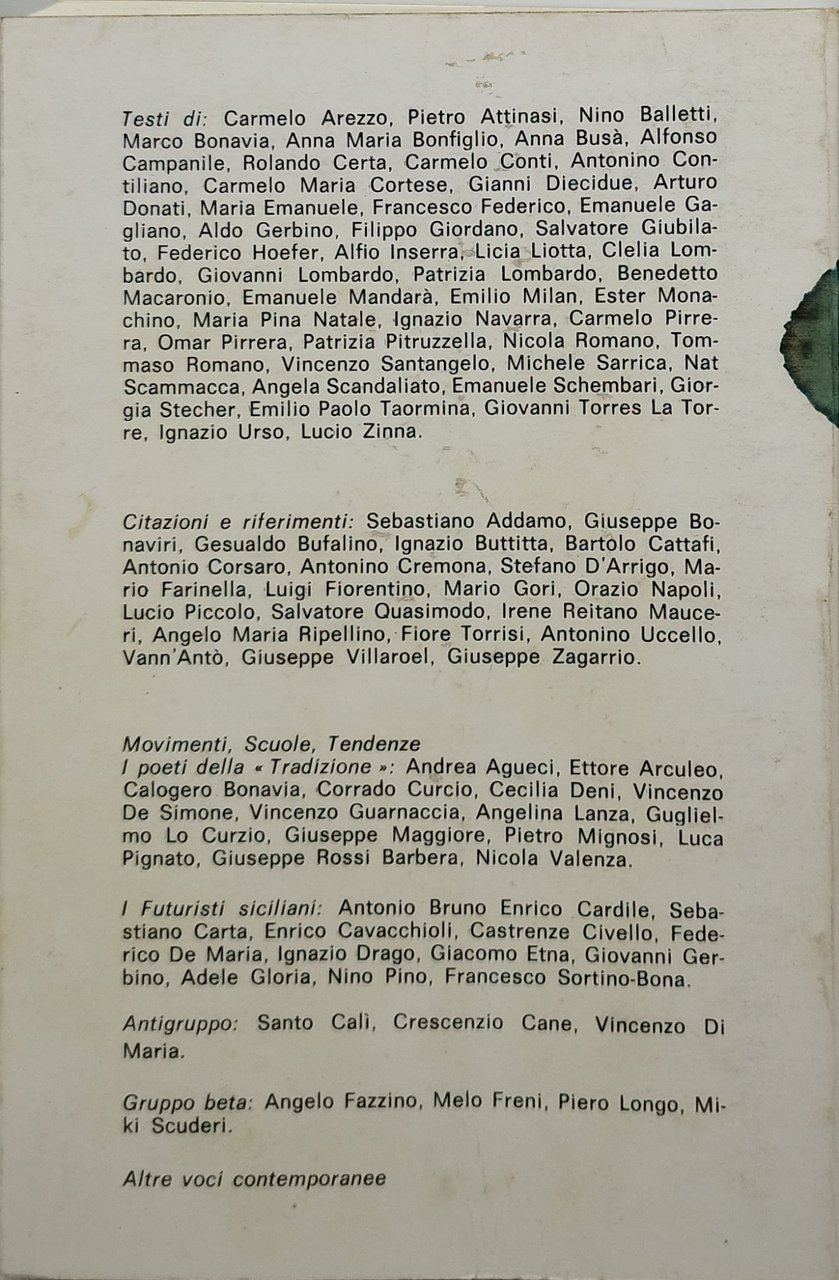 Testi di: Carmelo Arezzo, Pietro Attinasi, Nino Balletti,
Marco Bonavia, Anna Maria Bonfiglio, Anna Busà, Alfonso
Campanile, Rolando Certa, Carmelo Conti, Antonino Con-
tiliano, Carmelo Maria Cortese, Gianni Diecidue, Arturo
Donati, Maria Emanuele, Francesco Federico, Emanuele Ga-
gliano, Aldo Gerbino, Filippo Giordano, Salvatore Giubila-
to, Federico Hoefer, Alfio Inserra, Licia Liotta, Clelia Lom-
bardo, Giovanni Lombardo, Patrizia Lombardo, Benedetto
Macaronio, Emanuele Mandarà, Emilio Milan, Ester Mona-
chino, Maria Pina Natale, Ignazio Navarra, Carmelo Pirre-
ra, Omar Pirrera, Patrizia Pitruzzella, Nicola Romano, Tom-
maso Romano, Vincenzo Santangelo, Michele Sarrica, Nat
Scammacca, Angela Scandaliato, Emanuele Schembari, Gior-
gia Stecher, Emilio Paolo Taormina, Giovanni Torres La Tor-
re, Ignazio Urso, Lucio Zinna.
Citazioni e riferimenti: Sebastiano Addamo, Giuseppe Bo-
naviri, Gesualdo Bufalino, Ignazio Buttitta, Bartolo Cattafi,
Antonio Corsaro, Antonino Cremona, Stefano D'Arrigo, Ma-
rio Farinella, Luigi Fiorentino, Mario Gori, Orazio Napoli,
Lucio Piccolo, Salvatore Quasimodo, Irene Reitano Mauce-
ri, Angelo Maria Ripellino, Fiore Torrisi, Antonino Uccello,
Vann'Antò, Giuseppe Villaroel, Giuseppe Zagarrio.
Movimenti, Scuole, Tendenze
I poeti della « Tradizione »: Andrea Agueci, Ettore Arculeo,
Calogero Bonavia, Corrado Curcio, Cecilia Deni, Vincenzo
De Simone, Vincenzo Guarnaccia, Angelina Lanza, Gugliel-
mo Lo Curzio, Giuseppe Maggiore, Pietro Mignosi, Luca
Pignato, Giuseppe Rossi Barbera, Nicola Valenza.
I Futuristi siciliani: Antonio Bruno Enrico Cardile, Seba-
stiano Carta, Enrico Cavacchioli, Castrenze Civello, Fede-
rico De Maria, Ignazio Drago, Giacomo Etna, Giovanni Ger-
bino, Adele Gloria, Nino Pino, Francesco Sortino-Bona.
Antigruppo: Santo Calì, Crescenzio Cane, Vincenzo Di
Maria.
Gruppo beta: Angelo Fazzino, Melo Freni, Piero Longo, Mi-
ki Scuderi.
Altre voci contemporanee